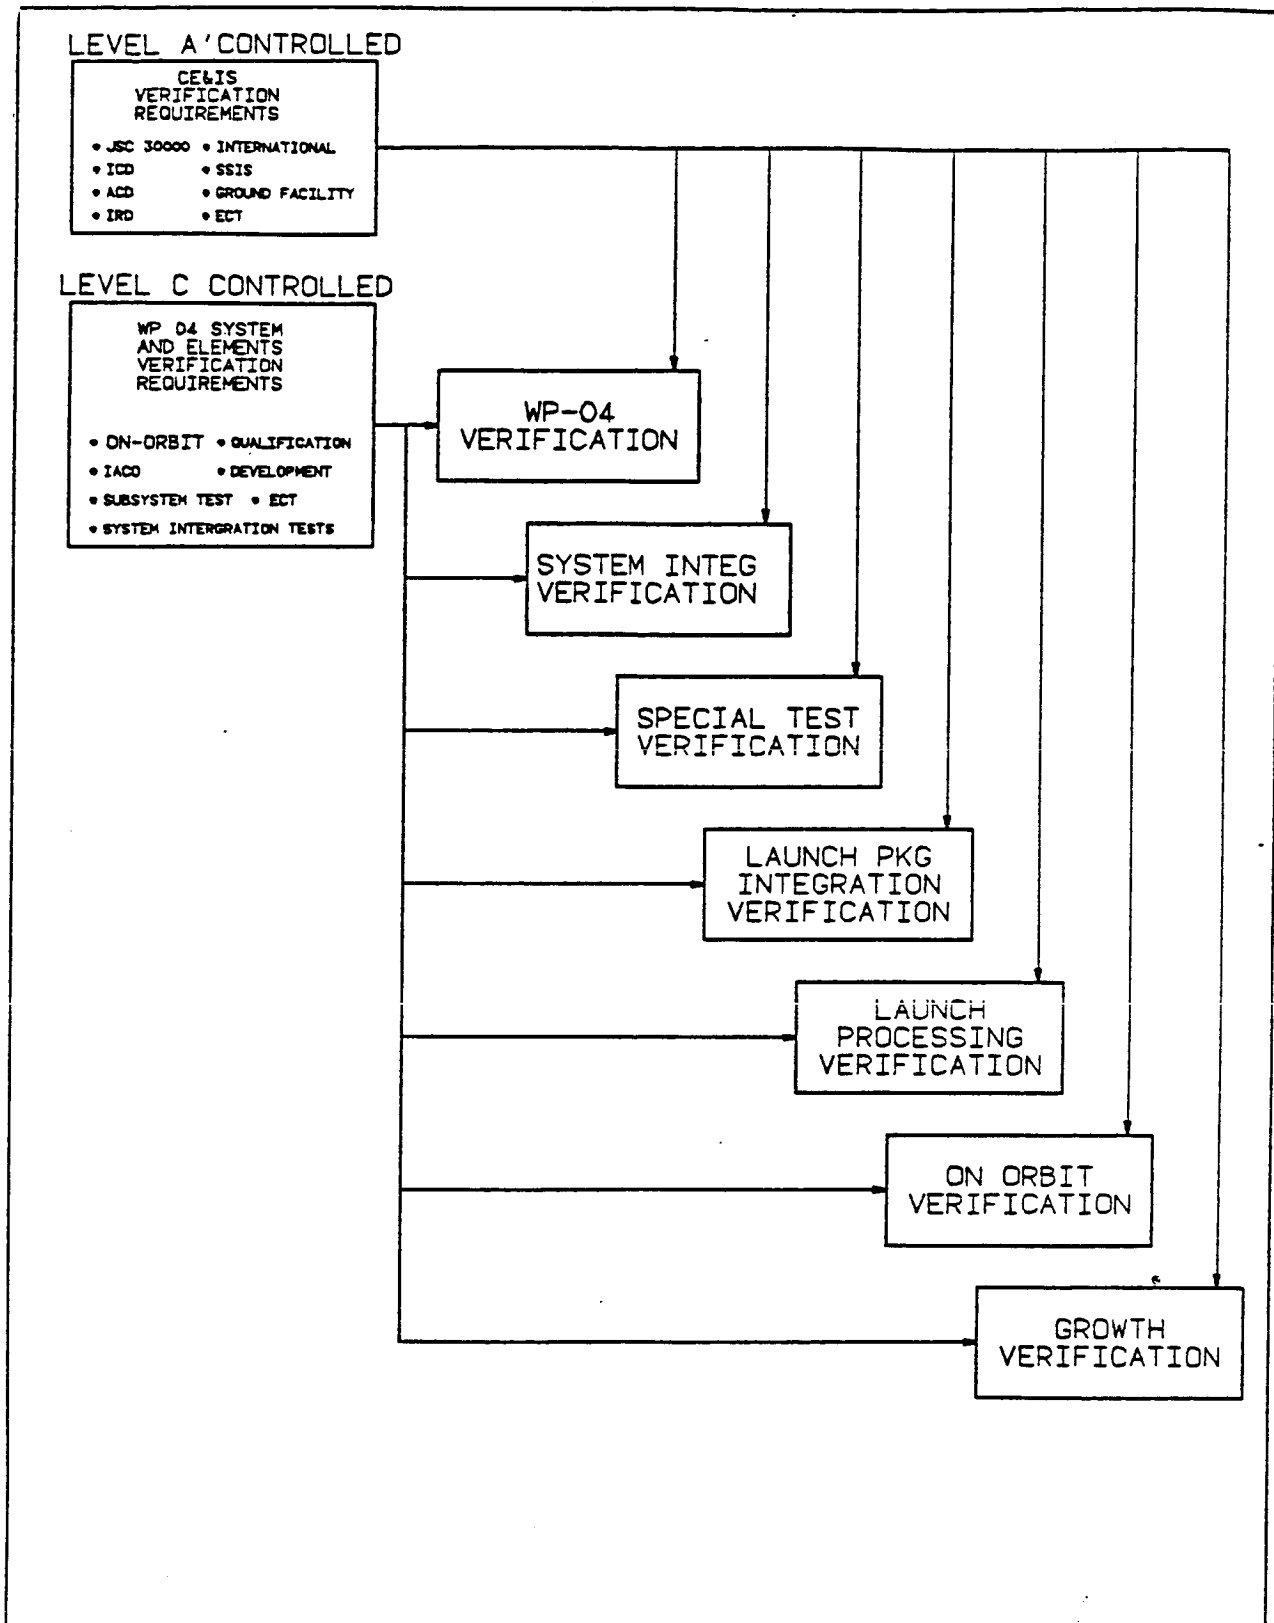 LEVEL A' CONTROLLED
CE&IS
VERIFICATION
REQUIREMENTS
• JSC 30000 • INTERNATIONAL
• ICD • SSIS
• ACD • GROUND FACILITY
• IRD • ECT
LEVEL C CONTROLLED
WP 04 SYSTEM
AND ELEMENTS
VERIFICATION
REQUIREMENTS
• ON-ORBIT • QUALIFICATION
• IACO • DEVELOPMENT
• SUBSYSTEM TEST • ECT
• SYSTEM INTERGRATION TESTS
WP-04
VERIFICATION
SYSTEM INTEG
VERIFICATION
SPECIAL TEST
VERIFICATION
LAUNCH PKG
INTEGRATION
VERIFICATION
LAUNCH
PROCESSING
VERIFICATION
ON ORBIT
VERIFICATION
GROWTH
VERIFICATION